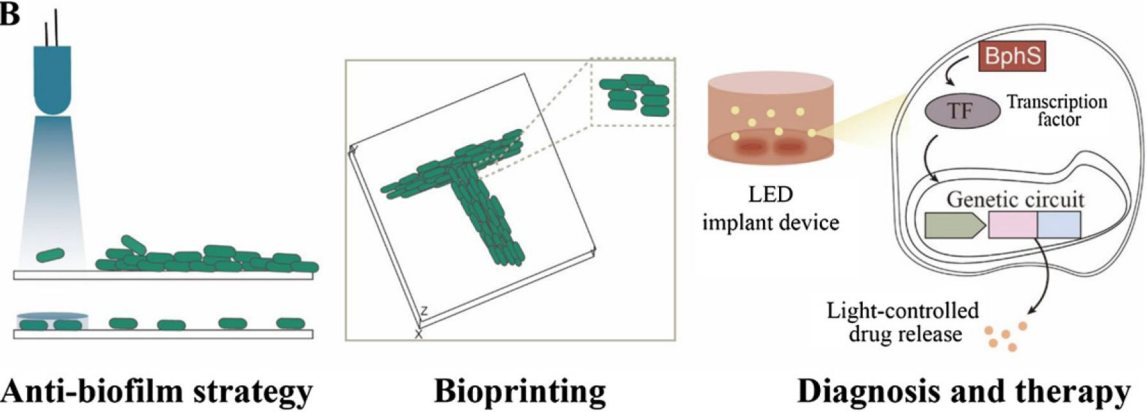 B
BphS
TF
Transcription
factor
LED
implant device
Genetic circuit
Light-controlled
drug release
Y
Z
X
Anti-biofilm strategy
Bioprinting
Diagnosis and therapy